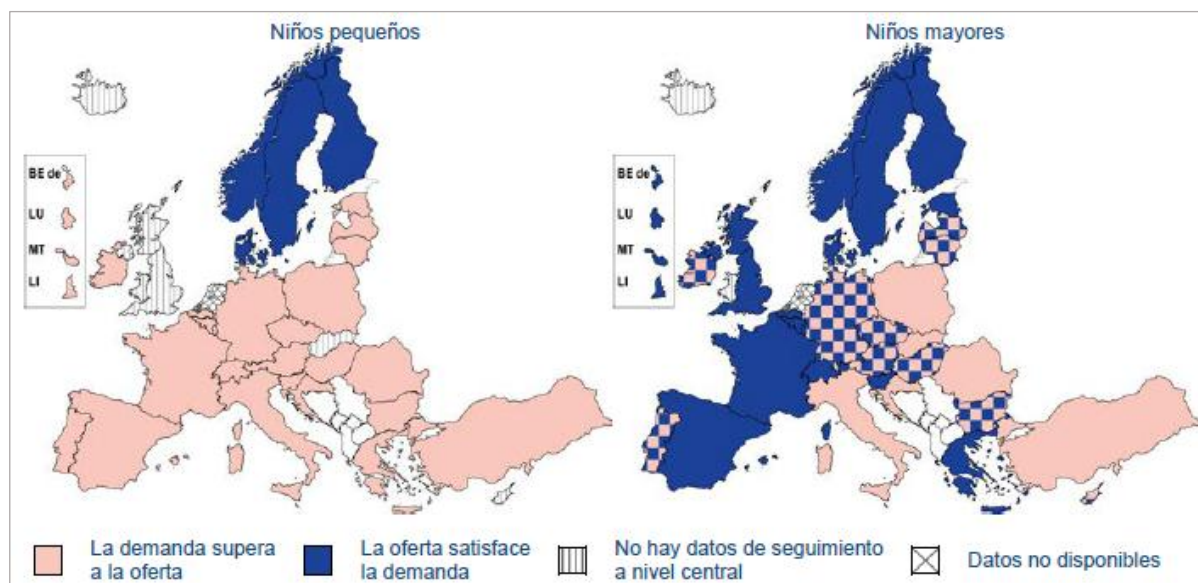 Niños pequeños
Niños mayores
BE de
LU
MT
LI
BE de
LU
MT
LI
La demanda supera
a la oferta
La oferta satisface
la demanda
No hay datos de seguimiento
a nivel central
Datos no disponibles